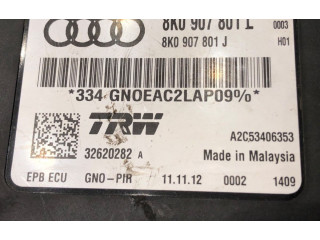 8K0 907 801 L 0003
8K0 907 801 J H01
*334 GN0EAC2LAP09%*
TRW
A2C53406353
32620282 A
Made in Malaysia
EPB ECU GNO-PIR 11.11.12 0002 1409